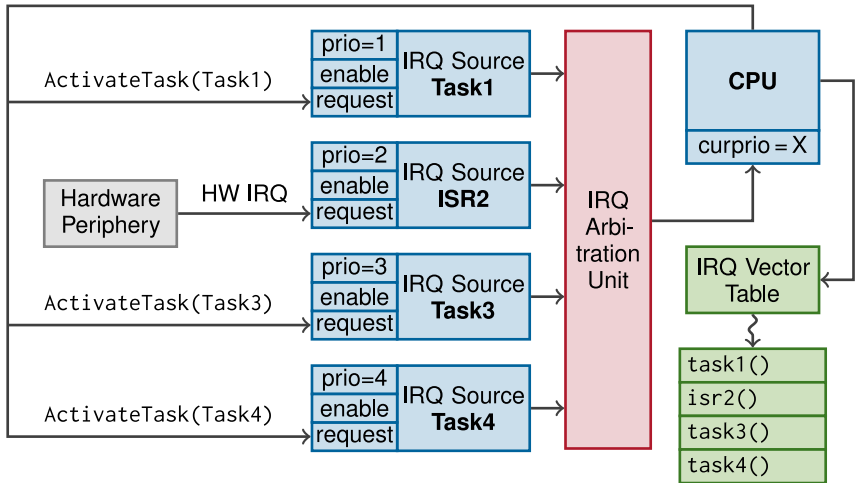 prio=1
enable
request
IRQ Source
Task1
ActivateTask(Task1)
prio=2
enable
request
IRQ Source
ISR2
Hardware
Periphery
HW IRQ
prio=3
enable
request
IRQ Source
Task3
ActivateTask(Task3)
prio=4
enable
request
IRQ Source
Task4
ActivateTask(Task4)
IRQ
Arbi-
tration
Unit
CPU
curprio = X
IRQ Vector
Table
task1()
isr2()
task3()
task4()